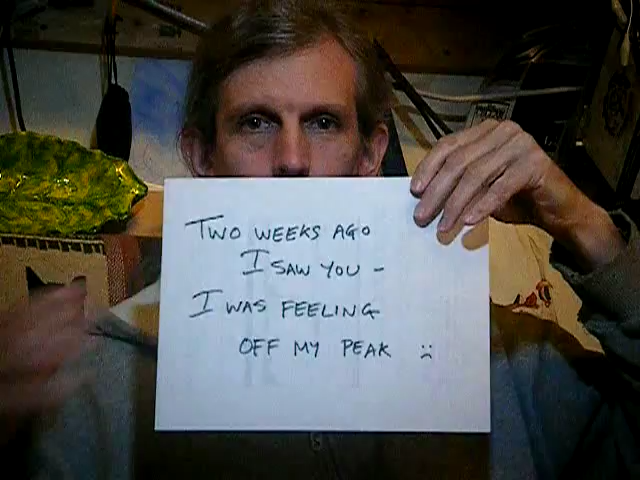 TWO WEEKS AGO
I SAW YOU -
I WAS FEELING
OFF MY PEAK :(